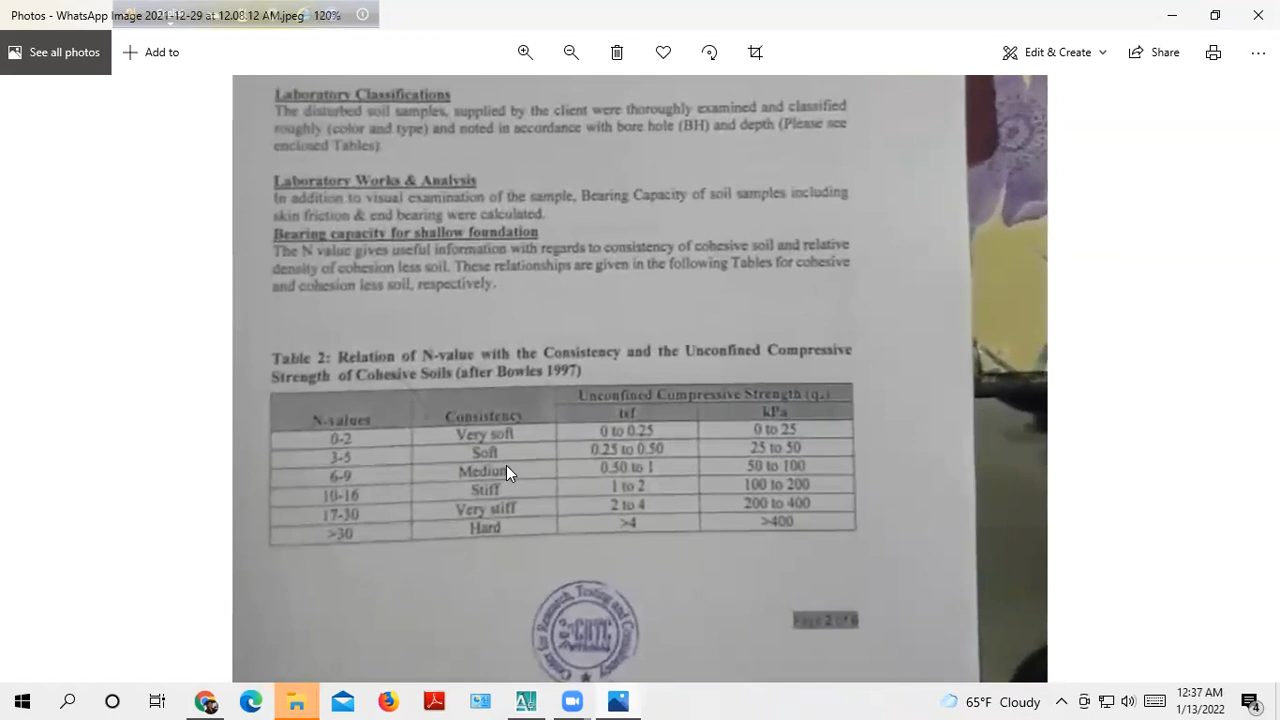 Photos - WhatsApp Image 2021-12-29 at 12.08.12 AM.jpeg - 120%
See all photos
Add to
Edit & Create
Share
Laboratory Classifications
The disturbed soil samples, supplied by the client were thoroughly examined and classified
roughly (color and type) and noted in accordance with bore hole (BH) and depth (Please see
enclosed Tables).
Laboratory Works & Analysis
In addition to visual examination of the sample, Bearing Capacity of soil samples including
skin friction & end bearing were calculated.
Bearing capacity for shallow foundation
The N value gives useful information with regards to consistency of cohesive soil and relative
density of cohesion less soil. These relationships are given in the following Tables for cohesive
and cohesion less soil, respectively.
Table 2: Relation of N-value with the Consistency and the Unconfined Compressive
Strength of Cohesive Soils (after Bowles 1997)
N-values Consistency Unconfined Compressive Strength (qu)
tsf kPa
0-2 Very soft 0 to 0.25 0 to 25
3-5 Soft 0.25 to 0.50 25 to 50
6-9 Medium 0.50 to 1 50 to 100
10-16 Stiff 1 to 2 100 to 200
17-30 Very stiff 2 to 4 200 to 400
>30 Hard >4 >400
Page 2 of 6
Research, Testing and
65°F Cloudy
12:37 AM
1/13/2022
4